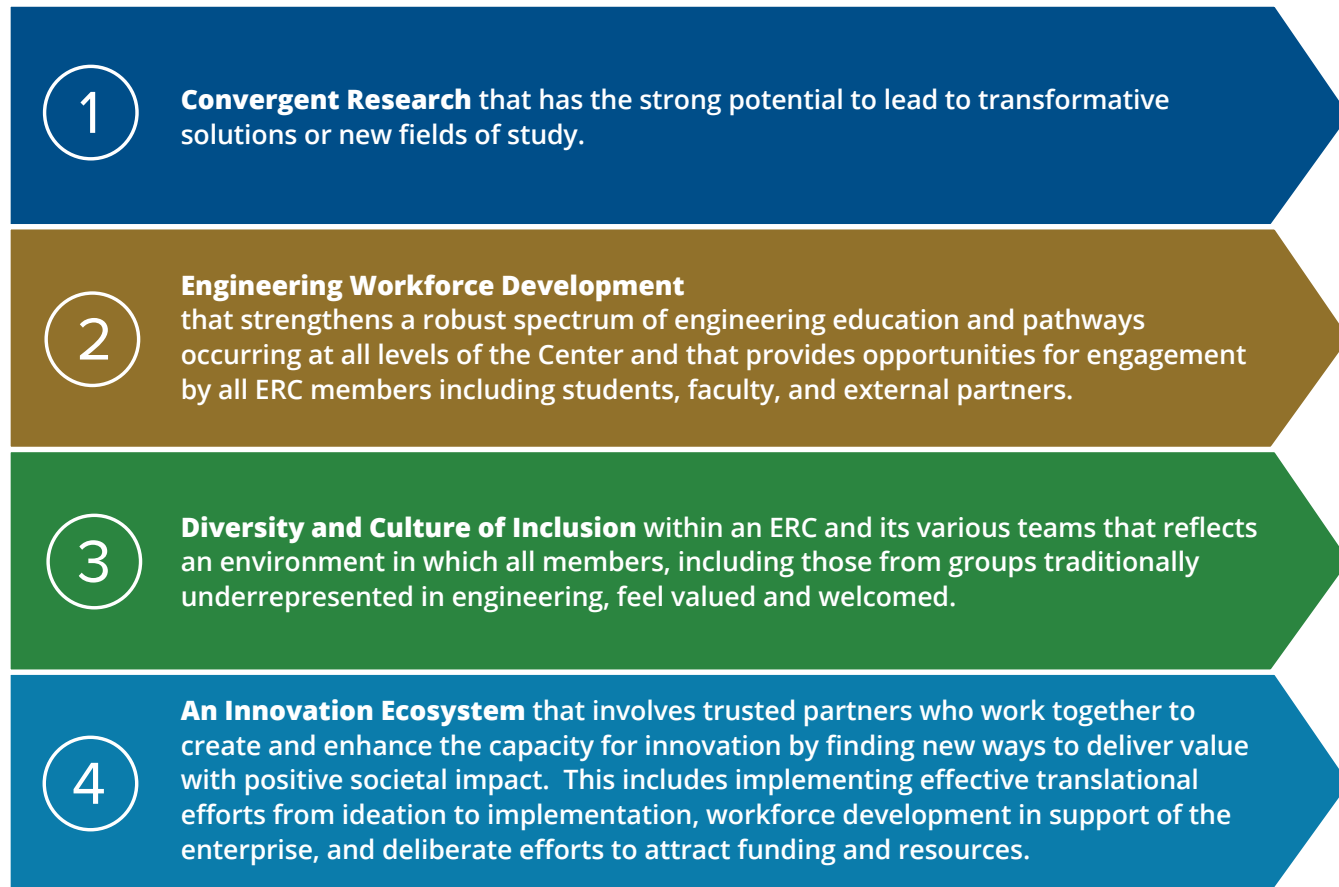 1
Convergent Research that has the strong potential to lead to transformative
solutions or new fields of study.
2
Engineering Workforce Development
that strengthens a robust spectrum of engineering education and pathways
occurring at all levels of the Center and that provides opportunities for engagement
by all ERC members including students, faculty, and external partners.
3
Diversity and Culture of Inclusion within an ERC and its various teams that reflects
an environment in which all members, including those from groups traditionally
underrepresented in engineering, feel valued and welcomed.
4
An Innovation Ecosystem that involves trusted partners who work together to
create and enhance the capacity for innovation by finding new ways to deliver value
with positive societal impact.  This includes implementing effective translational
efforts from ideation to implementation, workforce development in support of the
enterprise, and deliberate efforts to attract funding and resources.